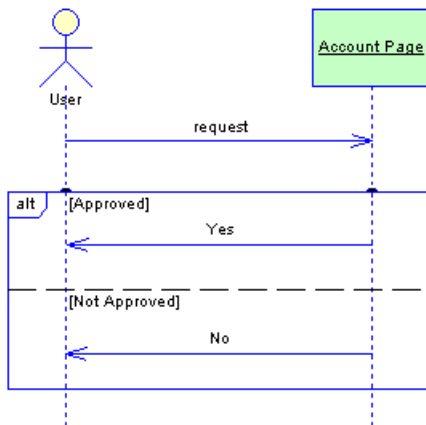 Account Page
User
request
alt
[Approved]
Yes
[Not Approved]
No